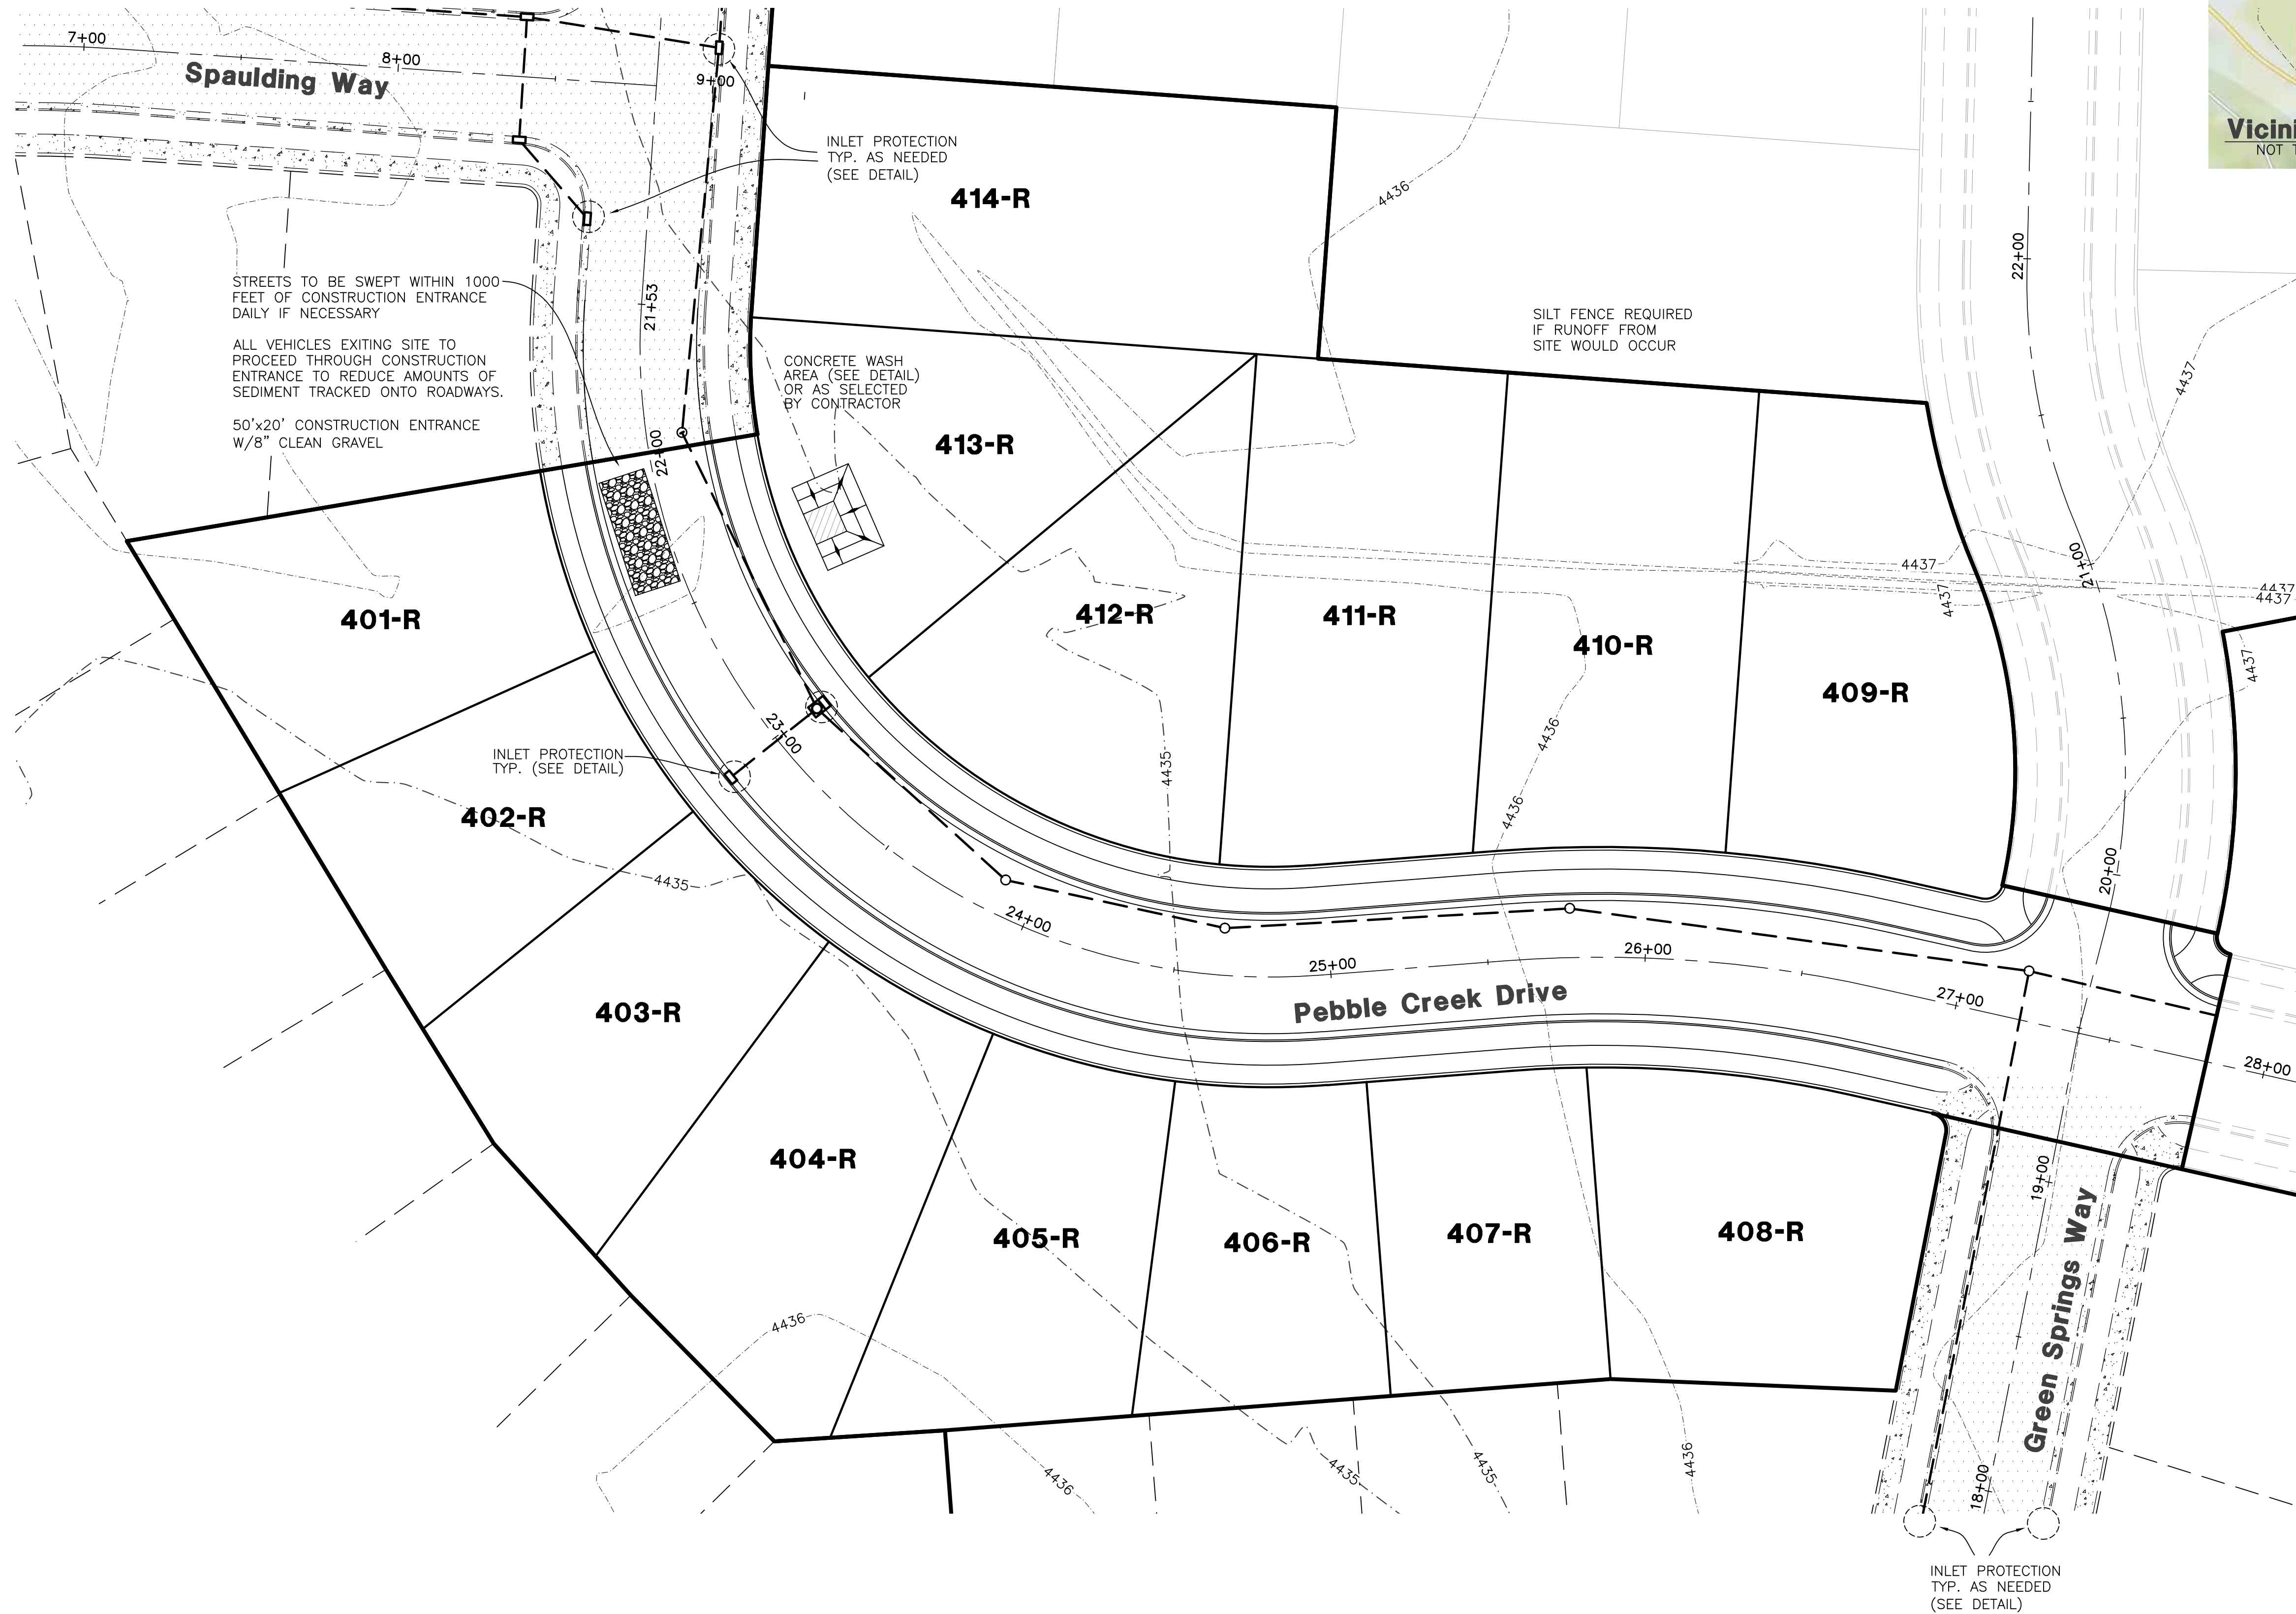 7+00
8+00
9+00
Spaulding Way
INLET PROTECTION
TYP. AS NEEDED
(SEE DETAIL)
414-R
4436
STREETS TO BE SWEPT WITHIN 1000
FEET OF CONSTRUCTION ENTRANCE
DAILY IF NECESSARY
ALL VEHICLES EXITING SITE TO
PROCEED THROUGH CONSTRUCTION
ENTRANCE TO REDUCE AMOUNTS OF
SEDIMENT TRACKED ONTO ROADWAYS.
50'x20' CONSTRUCTION ENTRANCE
W/8" CLEAN GRAVEL
21+53
22+00
CONCRETE WASH
AREA (SEE DETAIL)
OR AS SELECTED
BY CONTRACTOR
413-R
SILT FENCE REQUIRED
IF RUNOFF FROM
SITE WOULD OCCUR
22+00
Vicini
NOT T
4437
21+00
4437
4437
4437
4437
4437
401-R
412-R
411-R
410-R
409-R
4435
4436
4436
INLET PROTECTION
TYP. (SEE DETAIL)
23+00
402-R
4435
24+00
25+00
26+00
27+00
28+00
20+00
Pebble Creek Drive
403-R
404-R
405-R
406-R
407-R
408-R
19+00
Green Springs Way
4436
4436
4435
4435
4436
18+00
INLET PROTECTION
TYP. AS NEEDED
(SEE DETAIL)